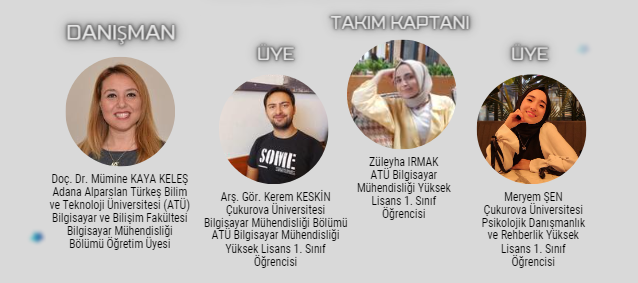 DANIŞMAN
Doç. Dr. Mümine KAYA KELEŞ
Adana Alparslan Türkeş Bilim
ve Teknoloji Üniversitesi (ATÜ)
Bilgisayar ve Bilişim Fakültesi
Bilgisayar Mühendisliği
Bölümü Öğretim Üyesi
ÜYE
SOME
Arş. Gör. Kerem KESKİN
Çukurova Üniversitesi
Bilgisayar Mühendisliği Bölümü
ATÜ Bilgisayar Mühendisliği
Yüksek Lisans 1. Sınıf
Öğrencisi
TAKIM KAPTANI
Züleyha IRMAK
ATÜ Bilgisayar
Mühendisliği Yüksek
Lisans 1. Sınıf
Öğrencisi
ÜYE
Meryem ŞEN
Çukurova Üniversitesi
Psikolojik Danışmanlık
ve Rehberlik Yüksek
Lisans 1. Sınıf
Öğrencisi